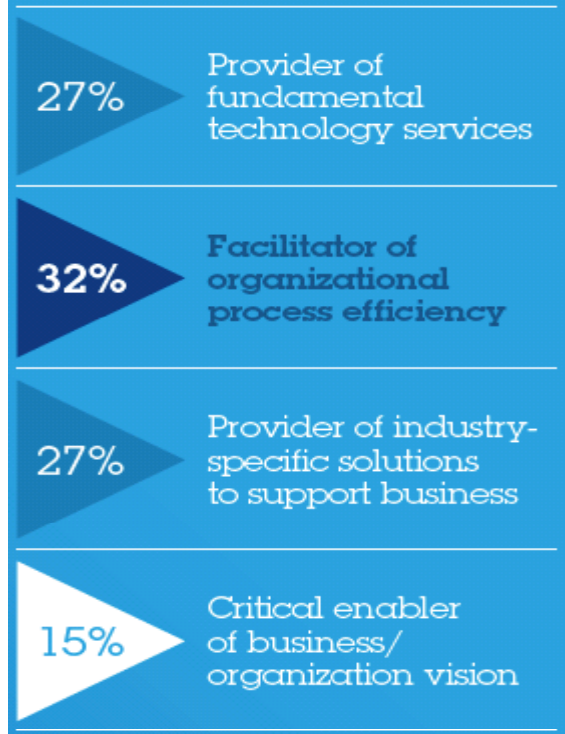 27%
Provider of
fundamental
technology services
32%
Facilitator of
organizational
process efficiency
27%
Provider of industry-
specific solutions
to support business
15%
Critical enabler
of business/
organization vision